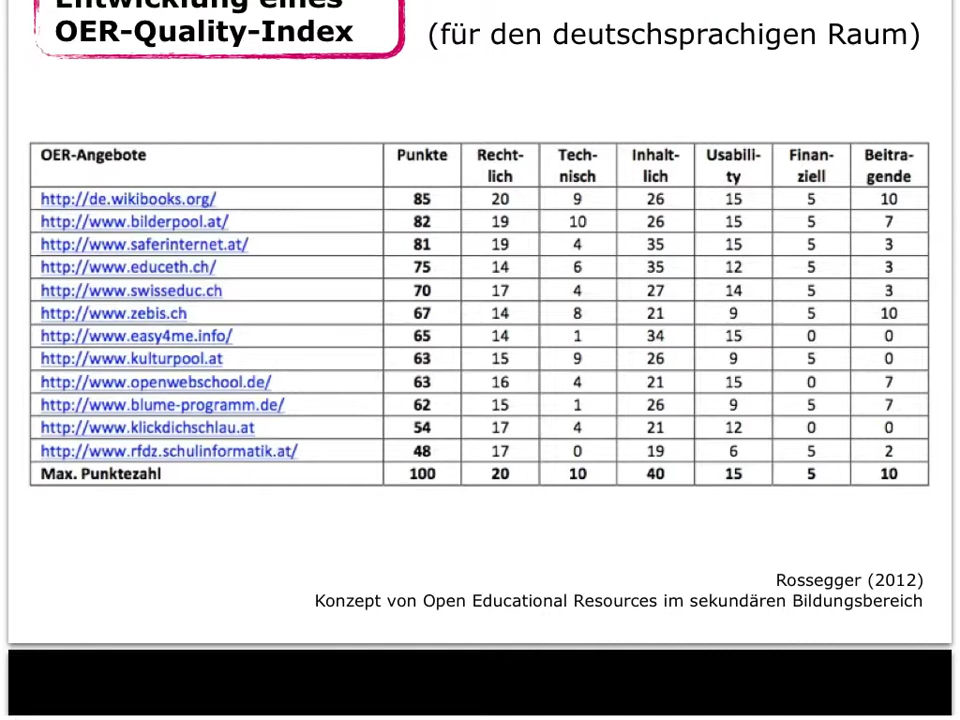 Entwicklung eines
OER-Quality-Index
(für den deutschsprachigen Raum)
OER-Angebote Punkte Recht-lich Tech-nisch Inhalt-lich Usabili-ty Finan-ziell Beitra-gende
http://de.wikibooks.org/ 85 20 9 26 15 5 10
http://www.bilderpool.at/ 82 19 10 26 15 5 7
http://www.saferinternet.at/ 81 19 4 35 15 5 3
http://www.educeth.ch/ 75 14 6 35 12 5 3
http://www.swisseduc.ch 70 17 4 27 14 5 3
http://www.zebis.ch 67 14 8 21 9 5 10
http://www.easy4me.info/ 65 14 1 34 15 0 0
http://www.kulturpool.at 63 15 9 26 9 5 0
http://www.openwebschool.de/ 63 16 4 21 15 0 7
http://www.blume-programm.de/ 62 15 1 26 9 5 7
http://www.klickdichschlau.at 54 17 4 21 12 0 0
http://www.rfdz.schulinformatik.at/ 48 17 0 19 6 5 2
Max. Punktezahl 100 20 10 40 15 5 10
Rossegger (2012)
Konzept von Open Educational Resources im sekundären Bildungsbereich